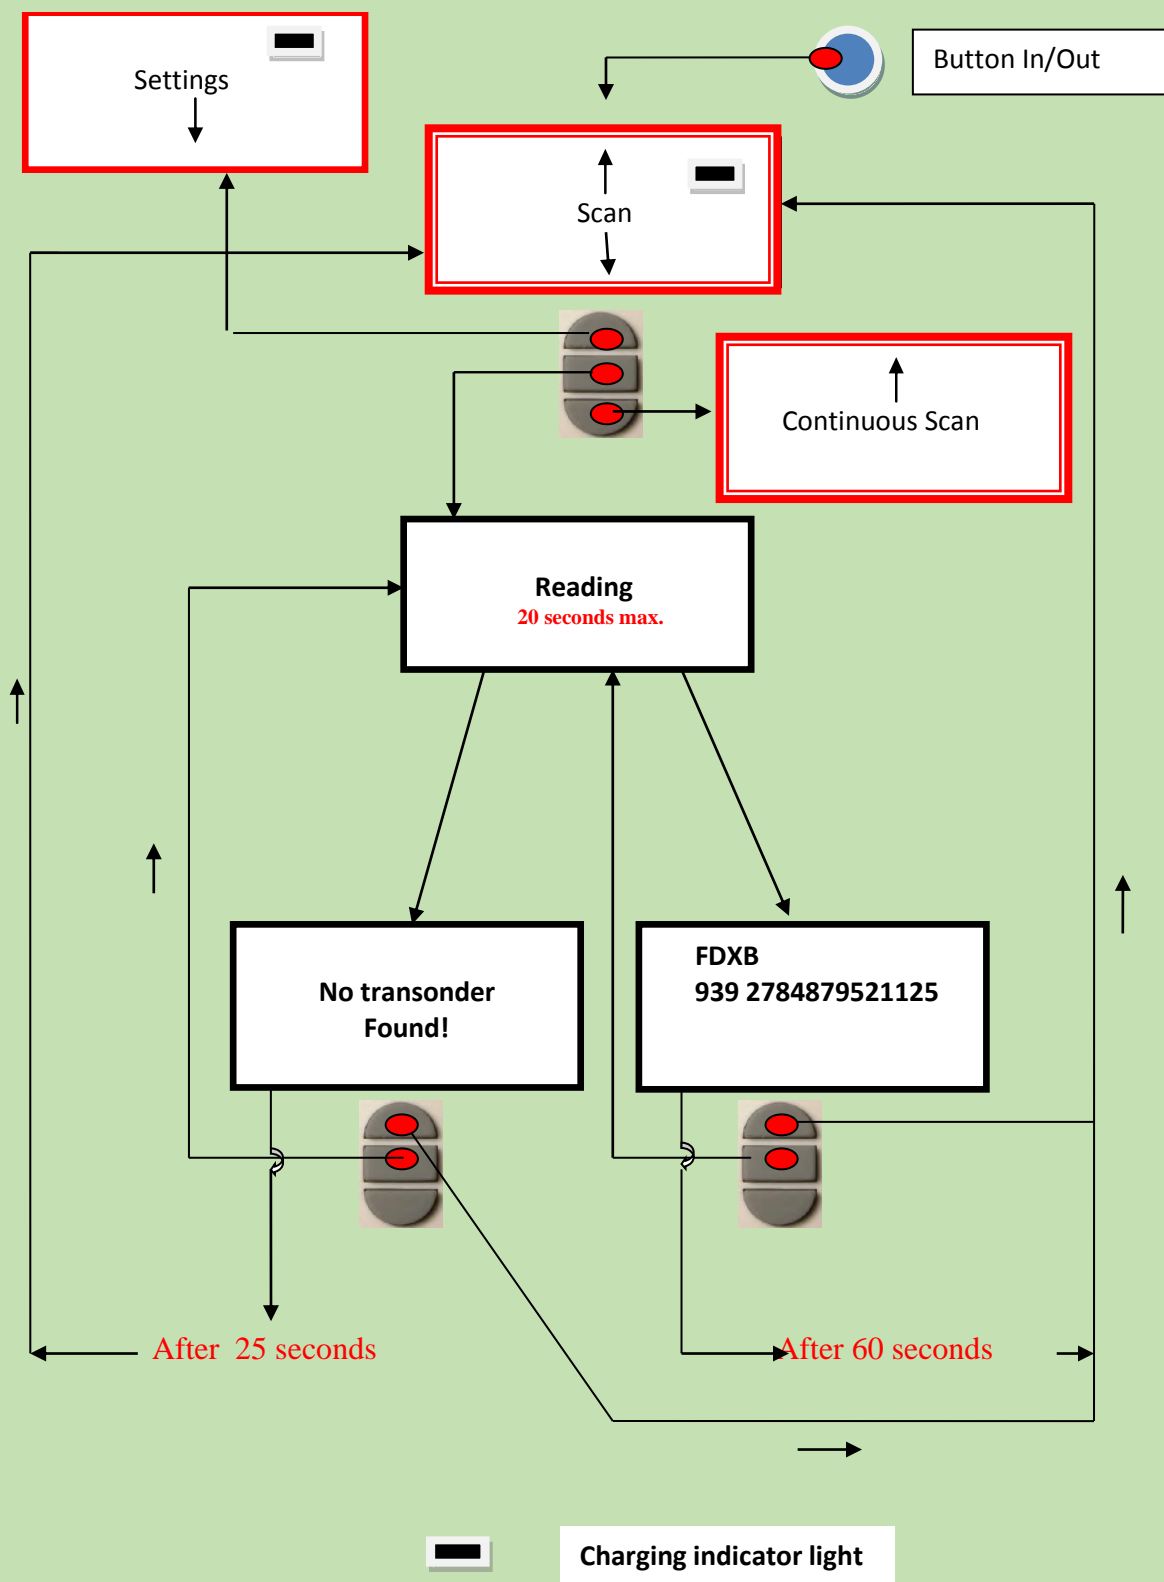 Settings
Button In/Out
Scan
Continuous Scan
Reading
20 seconds max.
No transonder
Found!
FDXB
939 2784879521125
After 25 seconds
After 60 seconds
Charging indicator light